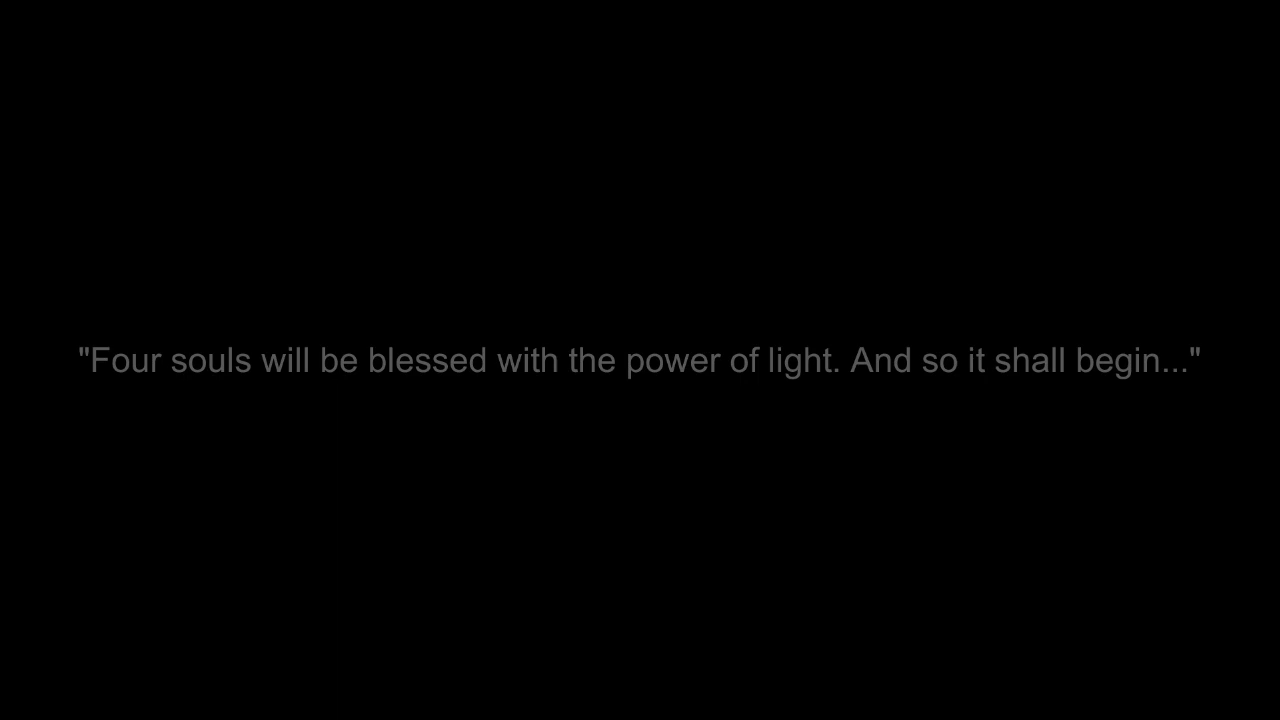 "Four souls will be blessed with the power of light. And so it shall begin..."